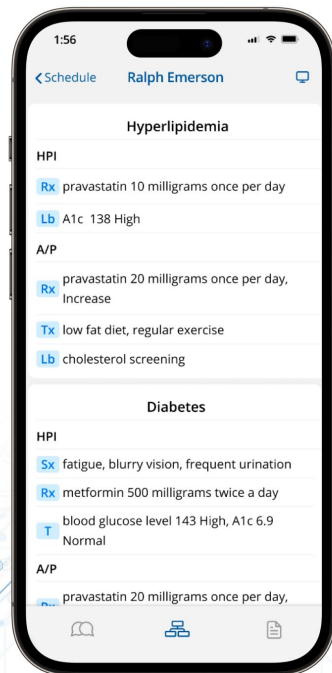 1:56
Schedule Ralph Emerson
Hyperlipidemia
HPI
Rx pravastatin 10 milligrams once per day
Lb A1c 138 High
A/P
Rx pravastatin 20 milligrams once per day,
Increase
Tx low fat diet, regular exercise
Lb cholesterol screening
Diabetes
HPI
Sx fatigue, blurry vision, frequent urination
Rx metformin 500 milligrams twice a day
T blood glucose level 143 High, A1c 6.9
Normal
A/P
pravastatin 20 milligrams once per day,